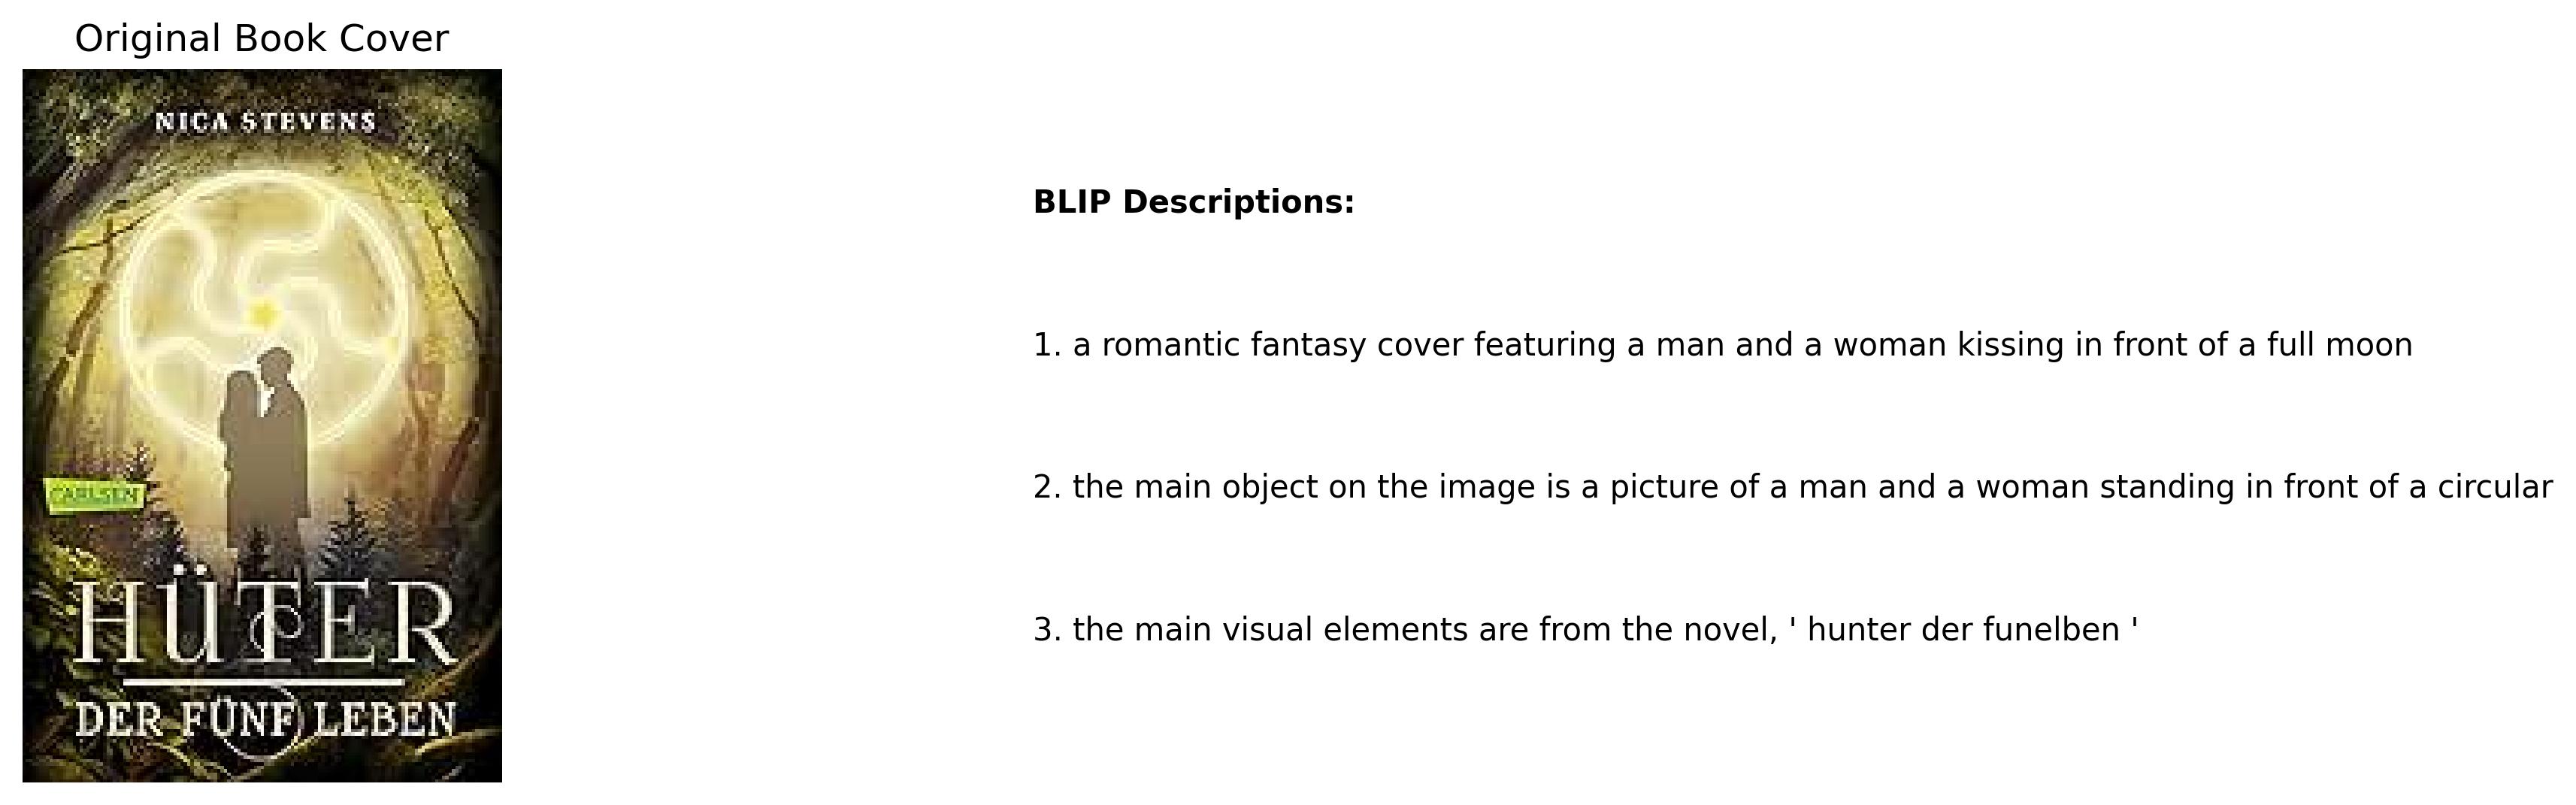 Original Book Cover
NICA STEVENS
CARLSEN
HÜTER
DER FÜNF LEBEN
BLIP Descriptions:
1. a romantic fantasy cover featuring a man and a woman kissing in front of a full moon
2. the main object on the image is a picture of a man and a woman standing in front of a circular
3. the main visual elements are from the novel, ' hunter der funelben '